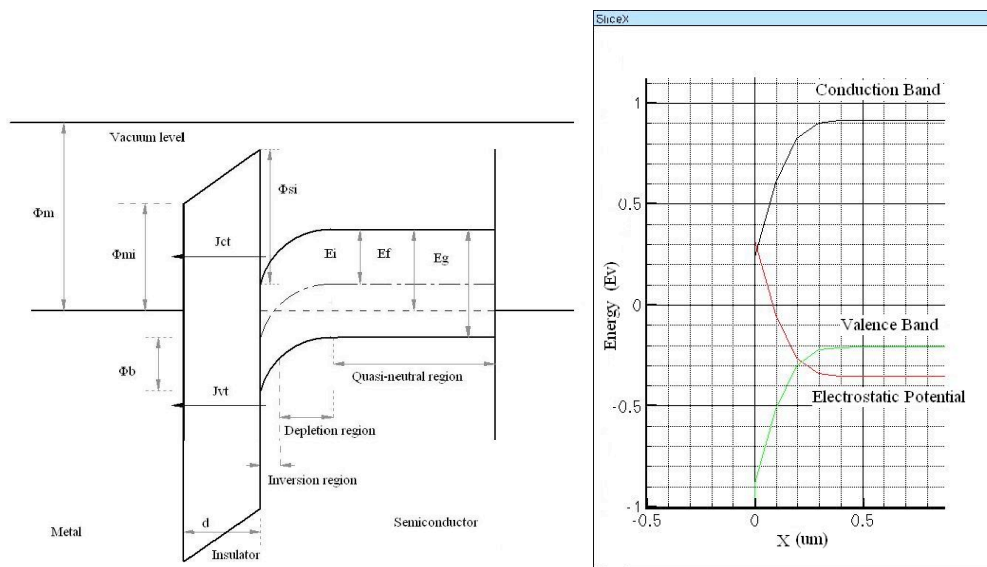 Vacuum level
Φm
Φmi
Φsi
Jct
Ei
Ef
Eg
Φb
Quasi-neutral region
Jvt
Depletion region
Inversion region
d
Metal
Insulator
Semiconductor
SliceX
Conduction Band
1
0.5
Energy (Ev)
0
Valence Band
Electrostatic Potential
-0.5
-1
-0.5
0
0.5
X (um)